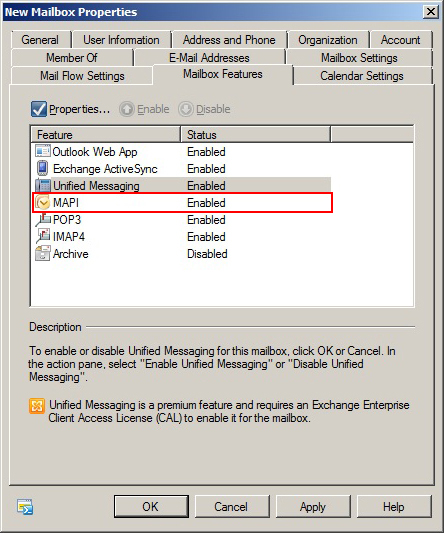 New Mailbox Properties
General User Information Address and Phone Organization Account
Member Of E-Mail Addresses Mailbox Settings
Mail Flow Settings Mailbox Features Calendar Settings
Properties... Enable Disable
Feature Status
Outlook Web App Enabled
Exchange ActiveSync Enabled
Unified Messaging Enabled
MAPI Enabled
POP3 Enabled
IMAP4 Enabled
Archive Disabled
Description
To enable or disable Unified Messaging for this mailbox, click OK or Cancel. In
the action pane, select "Enable Unified Messaging" or "Disable Unified
Messaging".
Unified Messaging is a premium feature and requires an Exchange Enterprise
Client Access License (CAL) to enable it for the mailbox.
OK Cancel Apply Help